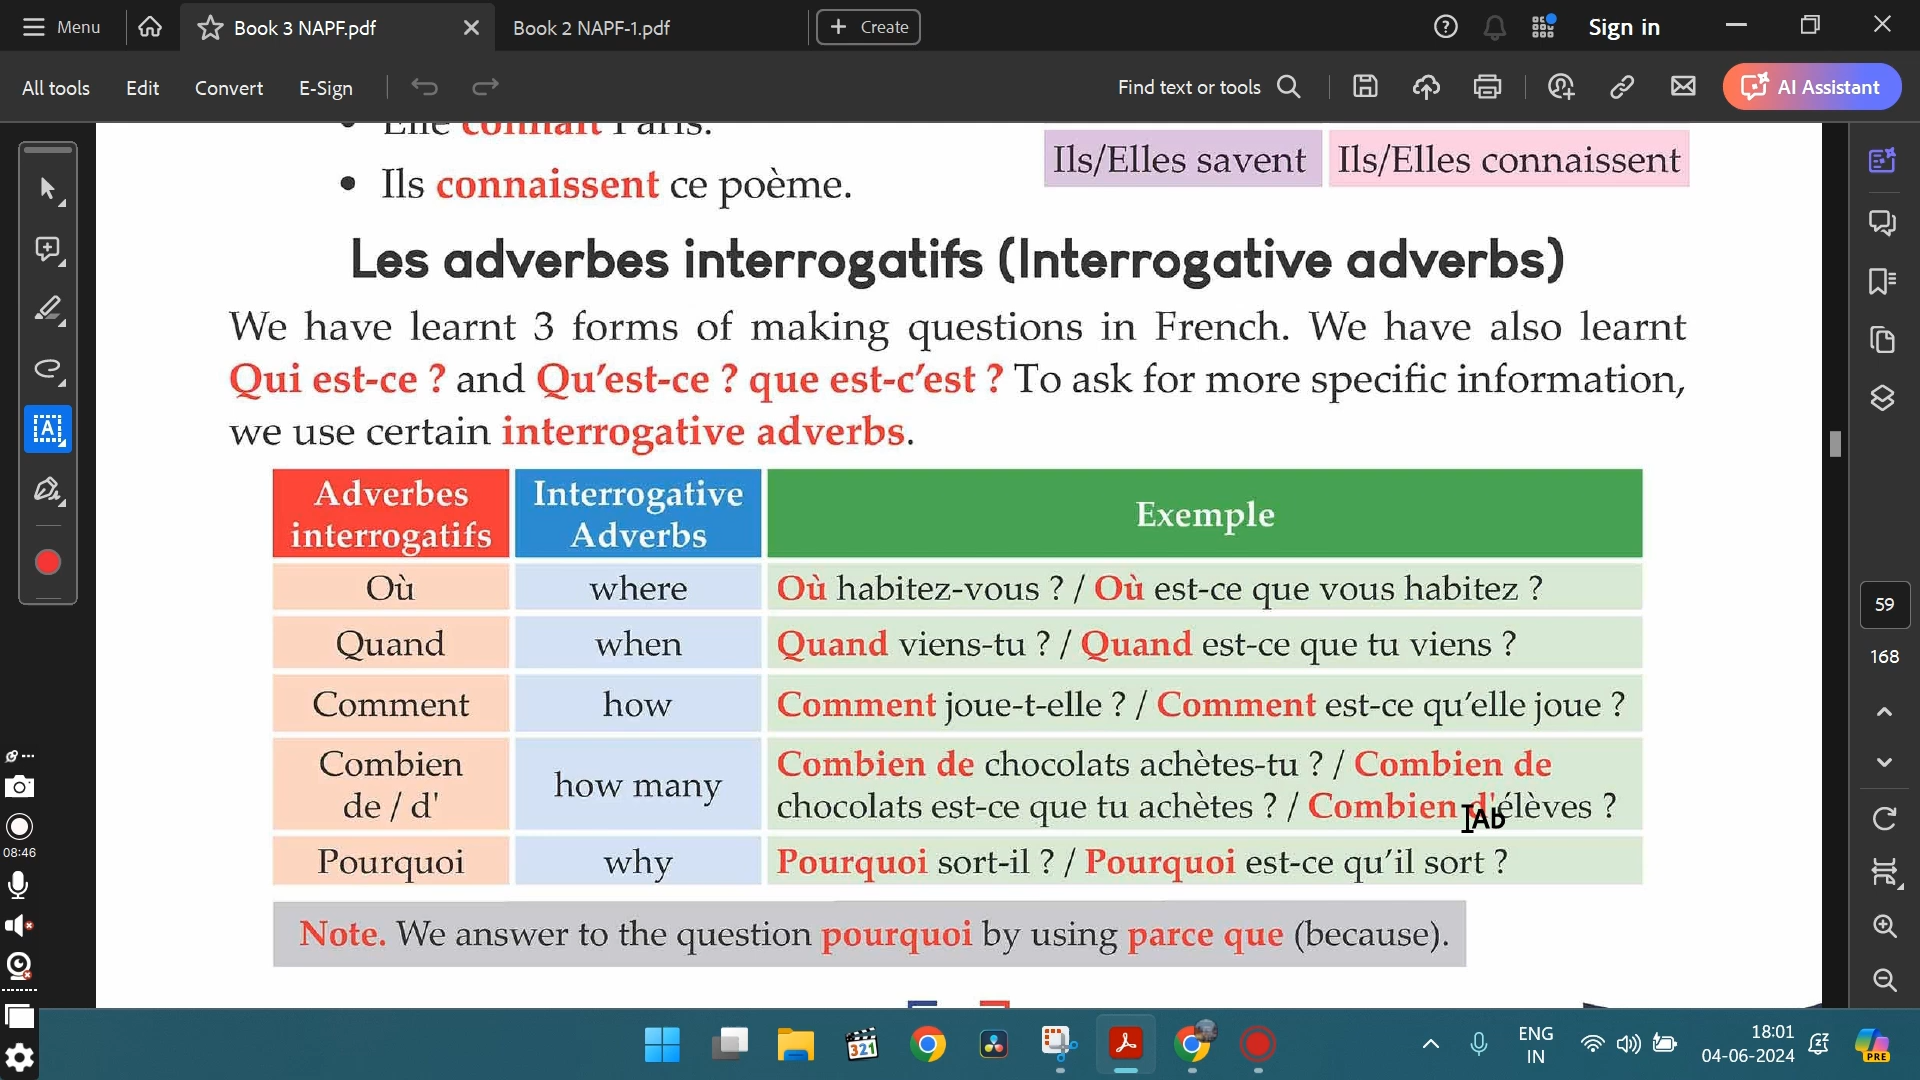 Menu
Book 3 NAPF.pdf
Book 2 NAPF-1.pdf
Create
Sign in
All tools
Edit
Convert
E-Sign
Find text or tools
AI Assistant
Elle connaît Paris.
• Ils connaissent ce poème.
Ils/Elles savent
Ils/Elles connaissent
Les adverbes interrogatifs (Interrogative adverbs)
We have learnt 3 forms of making questions in French. We have also learnt
Qui est-ce ? and Qu'est-ce ? que est-c'est ? To ask for more specific information,
we use certain interrogative adverbs.
Adverbes
interrogatifs
Interrogative
Adverbs
Exemple
Où
where
Où habitez-vous ? / Où est-ce que vous habitez ?
Quand
when
Quand viens-tu ? / Quand est-ce que tu viens ?
Comment
how
Comment joue-t-elle ? / Comment est-ce qu'elle joue ?
Combien
de / d'
how many
Combien de chocolats achètes-tu ? / Combien de
chocolats est-ce que tu achètes ? / Combien d'élèves ?
Pourquoi
why
Pourquoi sort-il ? / Pourquoi est-ce qu'il sort ?
Note. We answer to the question pourquoi by using parce que (because).
59
168
08:46
Ab
321
ENG
IN
18:01
04-06-2024
PRE